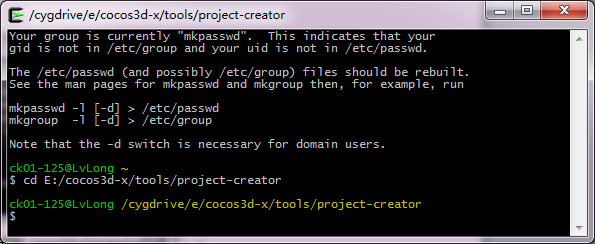 /cygdrive/e/cocos3d-x/tools/project-creator
Your group is currently "mkpasswd".  This indicates that your
gid is not in /etc/group and your uid is not in /etc/passwd.
The /etc/passwd (and possibly /etc/group) files should be rebuilt.
See the man pages for mkpasswd and mkgroup then, for example, run
mkpasswd -l [-d] > /etc/passwd
mkgroup  -l [-d] > /etc/group
Note that the -d switch is necessary for domain users.
ck01-125@LvLong ~
$ cd E:/cocos3d-x/tools/project-creator
ck01-125@LvLong /cygdrive/e/cocos3d-x/tools/project-creator
$